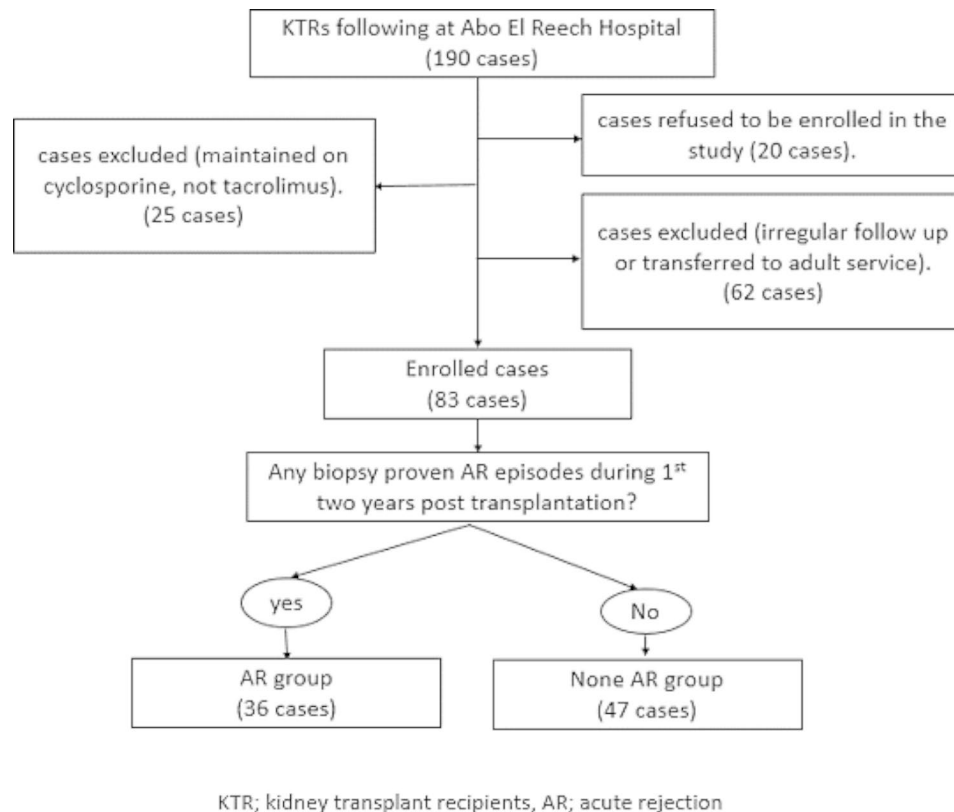 KTRs following at Abo El Reech Hospital
(190 cases)
cases refused to be enrolled in the
study (20 cases).
cases excluded (maintained on
cyclosporine, not tacrolimus).
(25 cases)
cases excluded (irregular follow up
or transferred to adult service).
(62 cases)
Enrolled cases
(83 cases)
Any biopsy proven AR episodes during 1st
two years post transplantation?
yes
No
AR group
(36 cases)
None AR group
(47 cases)
KTR; kidney transplant recipients, AR; acute rejection